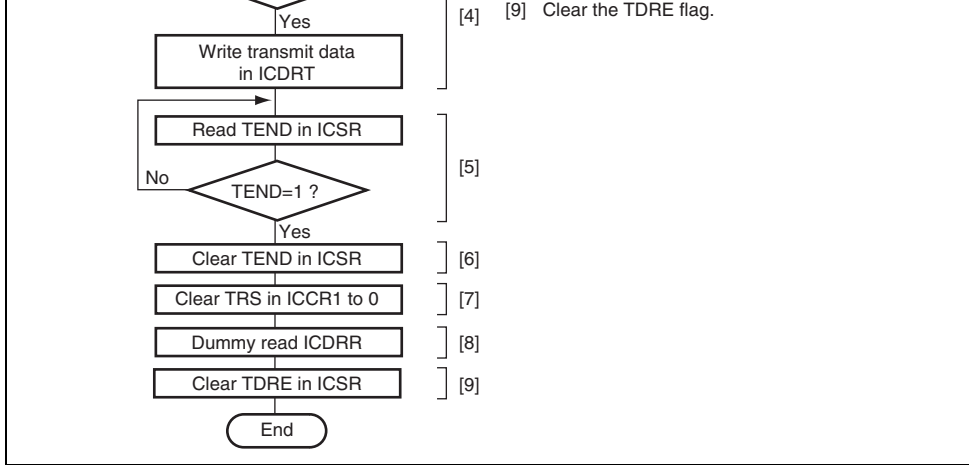 Yes
[4] [9] Clear the TDRE flag.
Write transmit data
in ICDRT
Read TEND in ICSR
[5]
No
TEND=1 ?
Yes
Clear TEND in ICSR [6]
Clear TRS in ICCR1 to 0 [7]
Dummy read ICDRR [8]
Clear TDRE in ICSR [9]
End